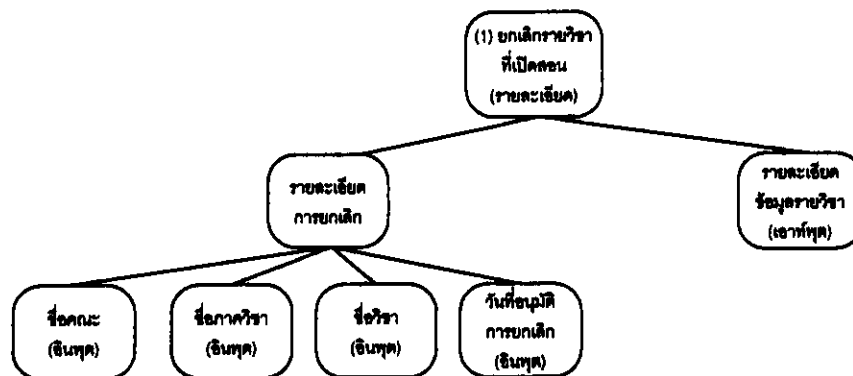 (1) ยกเลิกรายวิชา
ที่เปิดสอน
(รายละเอียด)
รายละเอียด
การยกเลิก
รายละเอียด
ข้อมูลรายวิชา
(เอาท์พุต)
ชื่อคณะ
(อินพุต)
ชื่อภาควิชา
(อินพุต)
ชื่อวิชา
(อินพุต)
วันที่อนุมัติ
การยกเลิก
(อินพุต)